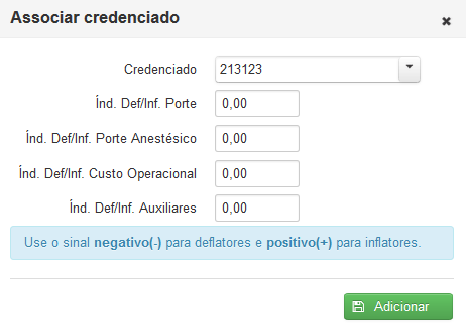 Associar credenciado ×
Credenciado 213123
Índ. Def/Inf. Porte 0,00
Índ. Def/Inf. Porte Anestésico 0,00
Índ. Def/Inf. Custo Operacional 0,00
Índ. Def/Inf. Auxiliares 0,00
Use o sinal negativo(-) para deflatores e positivo(+) para inflatores.
Adicionar